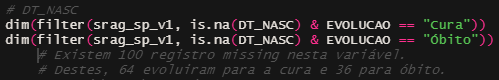 # DT_NASC
dim(filter(srag_sp_v1, is.na(DT_NASC) & EVOLUCAO == "Cura"))
dim(filter(srag_sp_v1, is.na(DT_NASC) & EVOLUCAO == "Óbito"))
# Existem 100 registro missing nesta variável.
# Destes, 64 evoluiram para a cura e 36 para óbito.